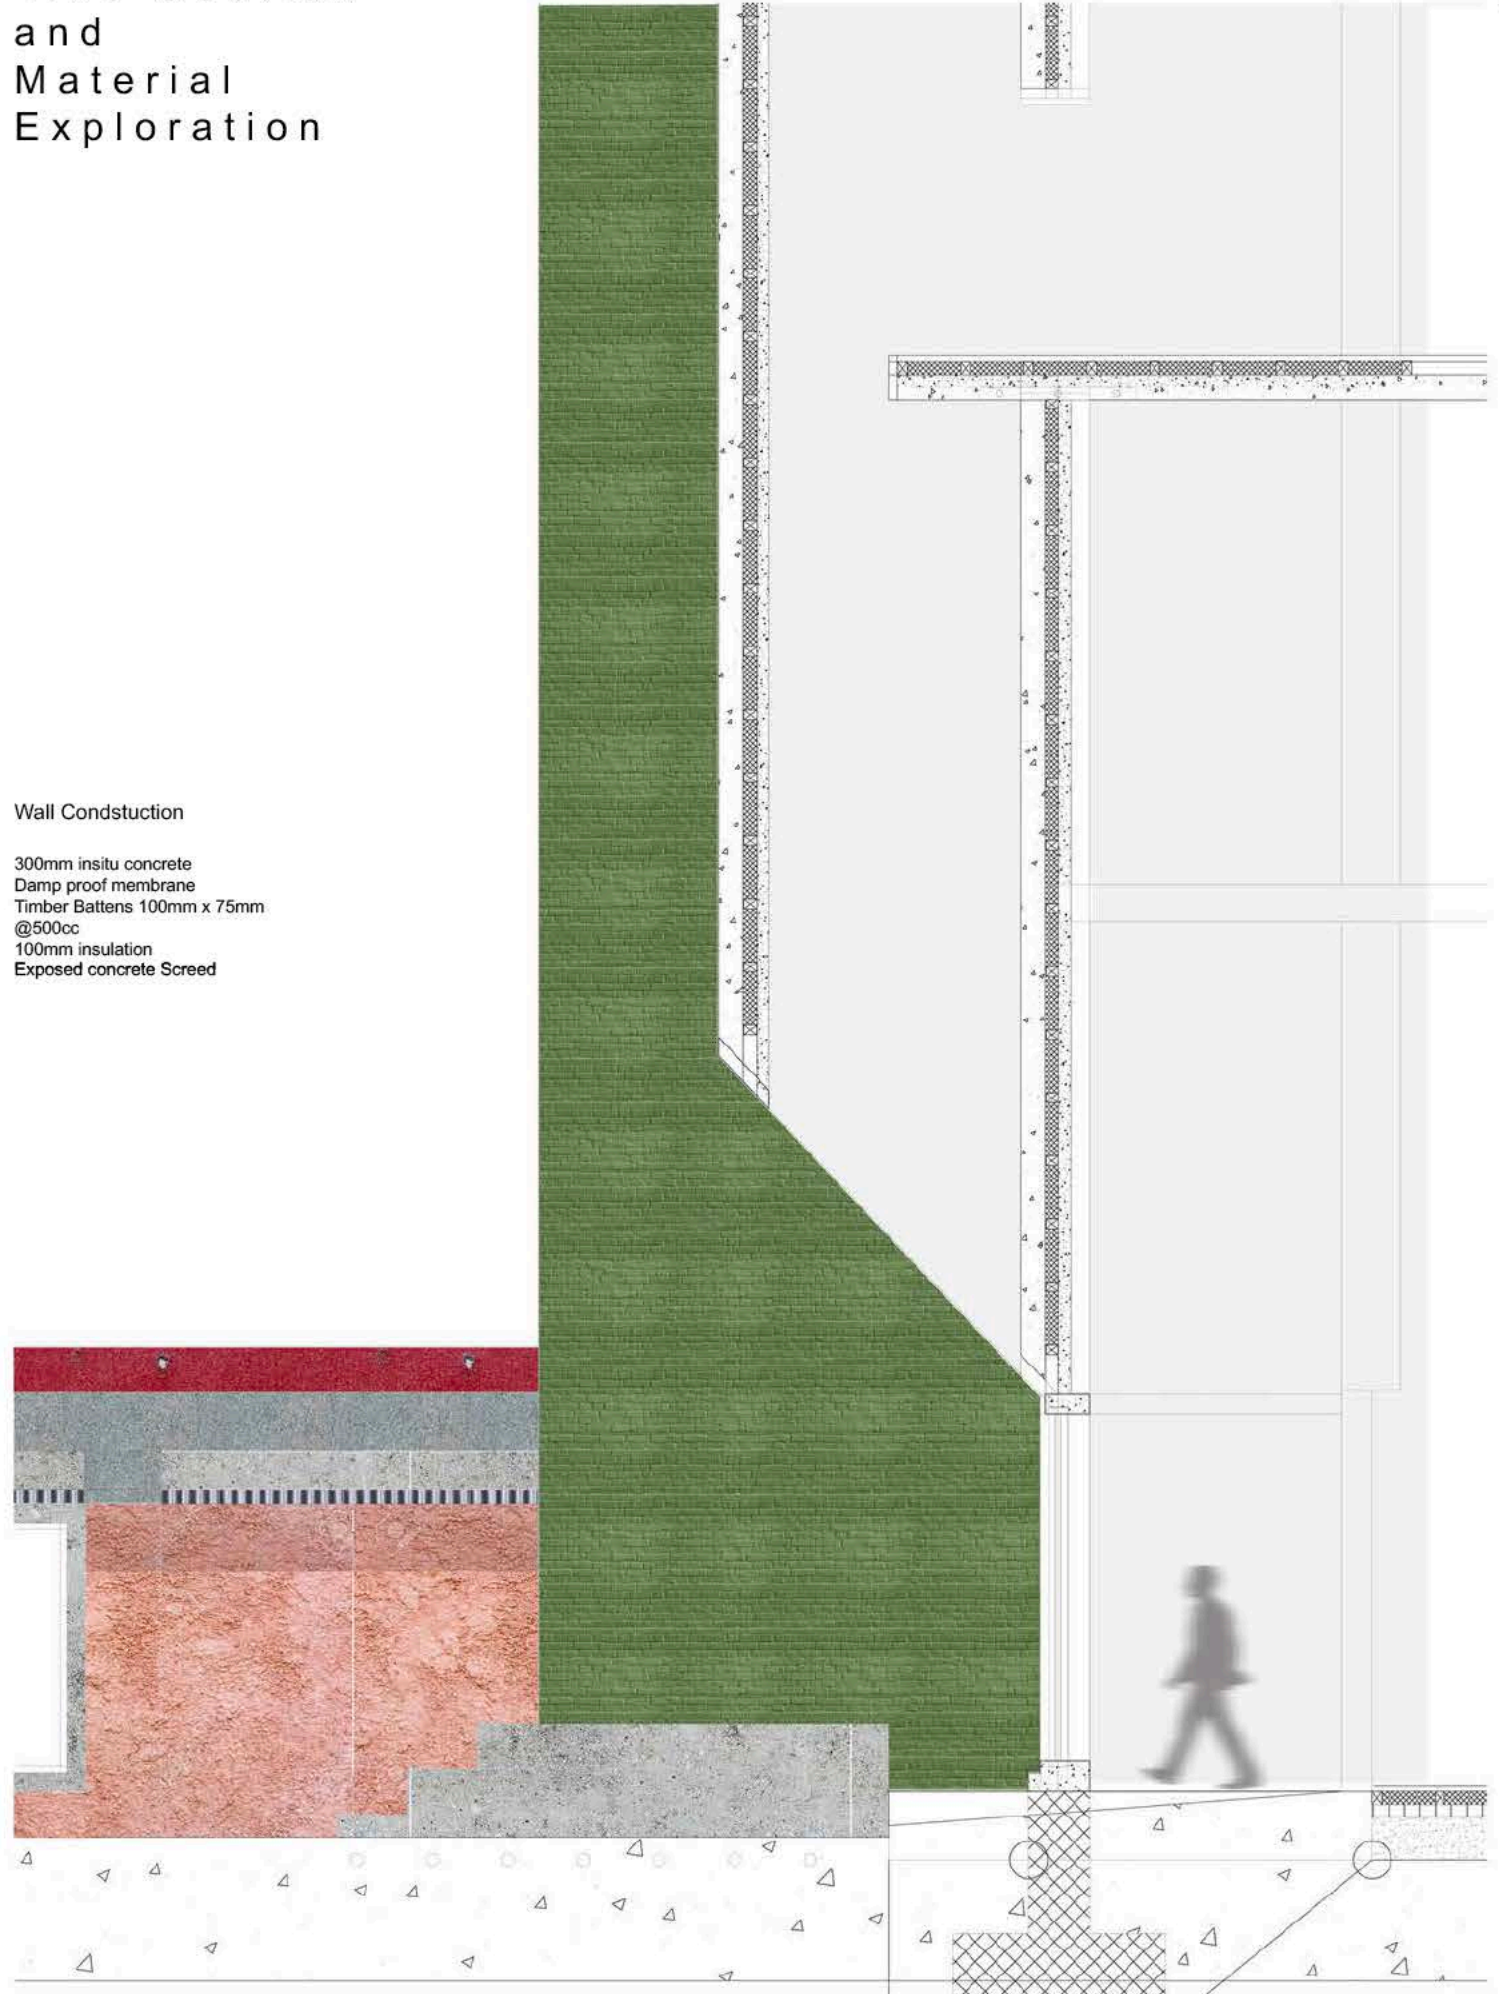 and
Material
Exploration
Wall Condstuction
300mm insitu concrete
Damp proof membrane
Timber Battens 100mm x 75mm
@500cc
100mm insulation
Exposed concrete Screed